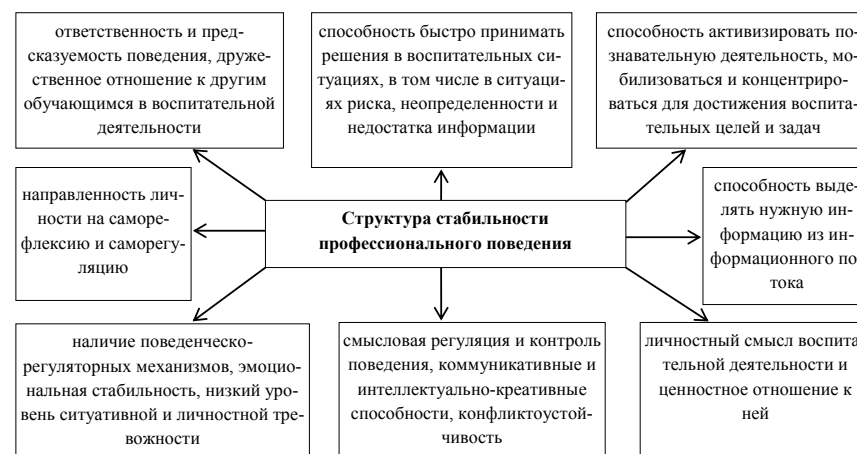 ответственность и пред-
сказуемость поведения, друже-
ственное отношение к другим
обучающимся в воспитательной
деятельности
способность быстро принимать
решения в воспитательных си-
туациях, в том числе в ситуаци-
ях риска, неопределенности и
недостатка информации
способность активизировать по-
знавательную деятельность, мо-
билизоваться и концентриро-
ваться для достижения воспита-
тельных целей и задач
направленность лич-
ности на саморе-
флексию и саморегу-
ляцию
Структура стабильности
профессионального поведения
способность выде-
лять нужную ин-
формацию из ин-
формационного по
тока
наличие поведенческо-
регуляторных механизмов, эмоцио-
нальная стабильность, низкий уро-
вень ситуативной и личностной тре-
вожности
смысловая регуляция и контроль
поведения, коммуникативные и
интеллектуально-креативные
способности, конфликтоустой-
чивость
личностный смысл воспита
тельной деятельности и
ценностное отношение к
ней